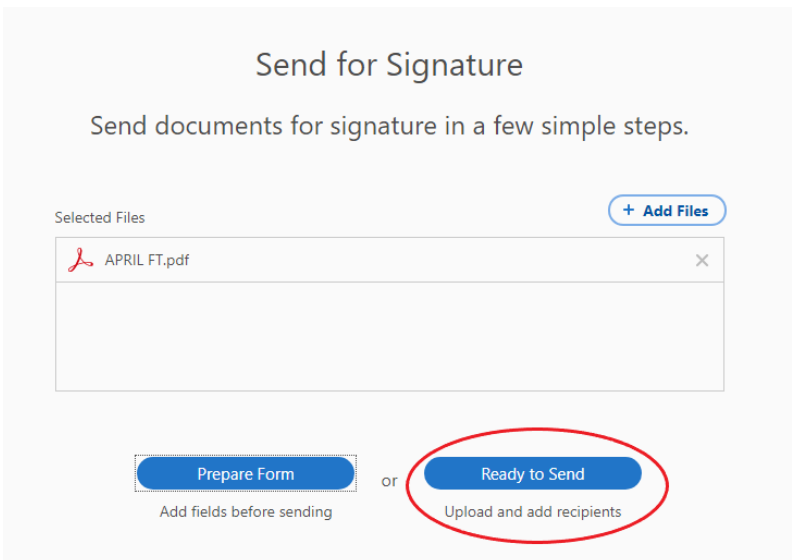 Send for Signature
Send documents for signature in a few simple steps.
Selected Files
+ Add Files
APRIL FT.pdf
Prepare Form or Ready to Send
Add fields before sending Upload and add recipients